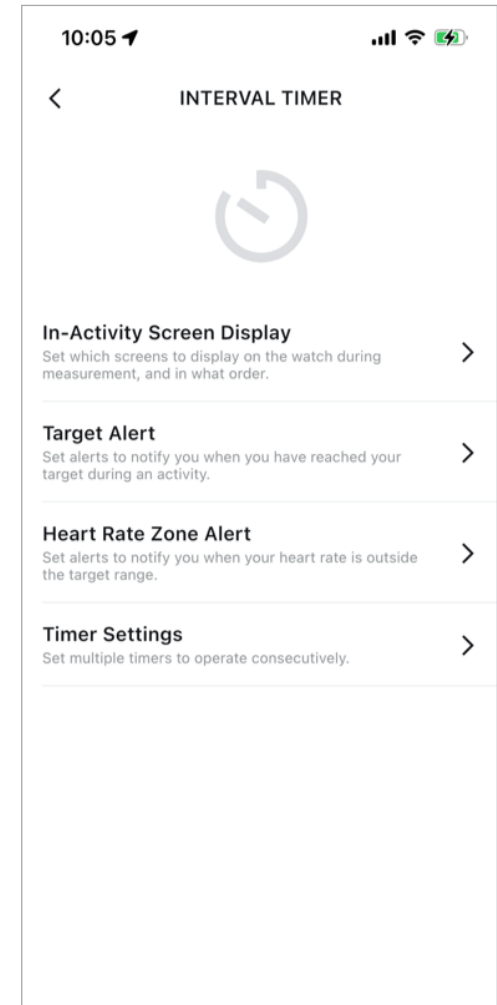 10:05
INTERVAL TIMER
In-Activity Screen Display
Set which screens to display on the watch during
measurement, and in what order.
Target Alert
Set alerts to notify you when you have reached your
target during an activity.
Heart Rate Zone Alert
Set alerts to notify you when your heart rate is outside
the target range.
Timer Settings
Set multiple timers to operate consecutively.